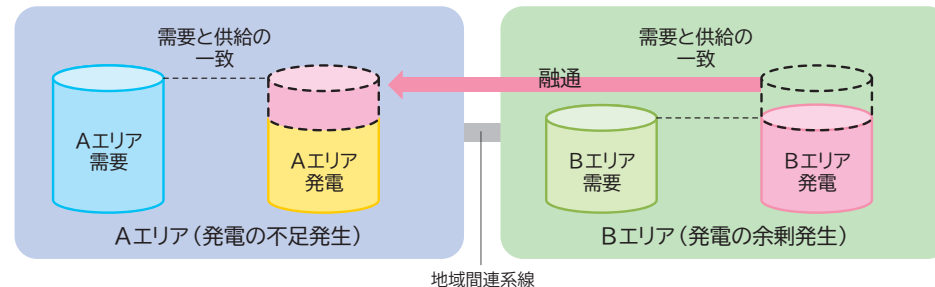 需要と供給の
一致
Aエリア
需要
Aエリア
発電
Aエリア（発電の不足発生）
融通
需要と供給の
一致
Bエリア
需要
Bエリア
発電
Bエリア（発電の余剰発生）
地域間連系線